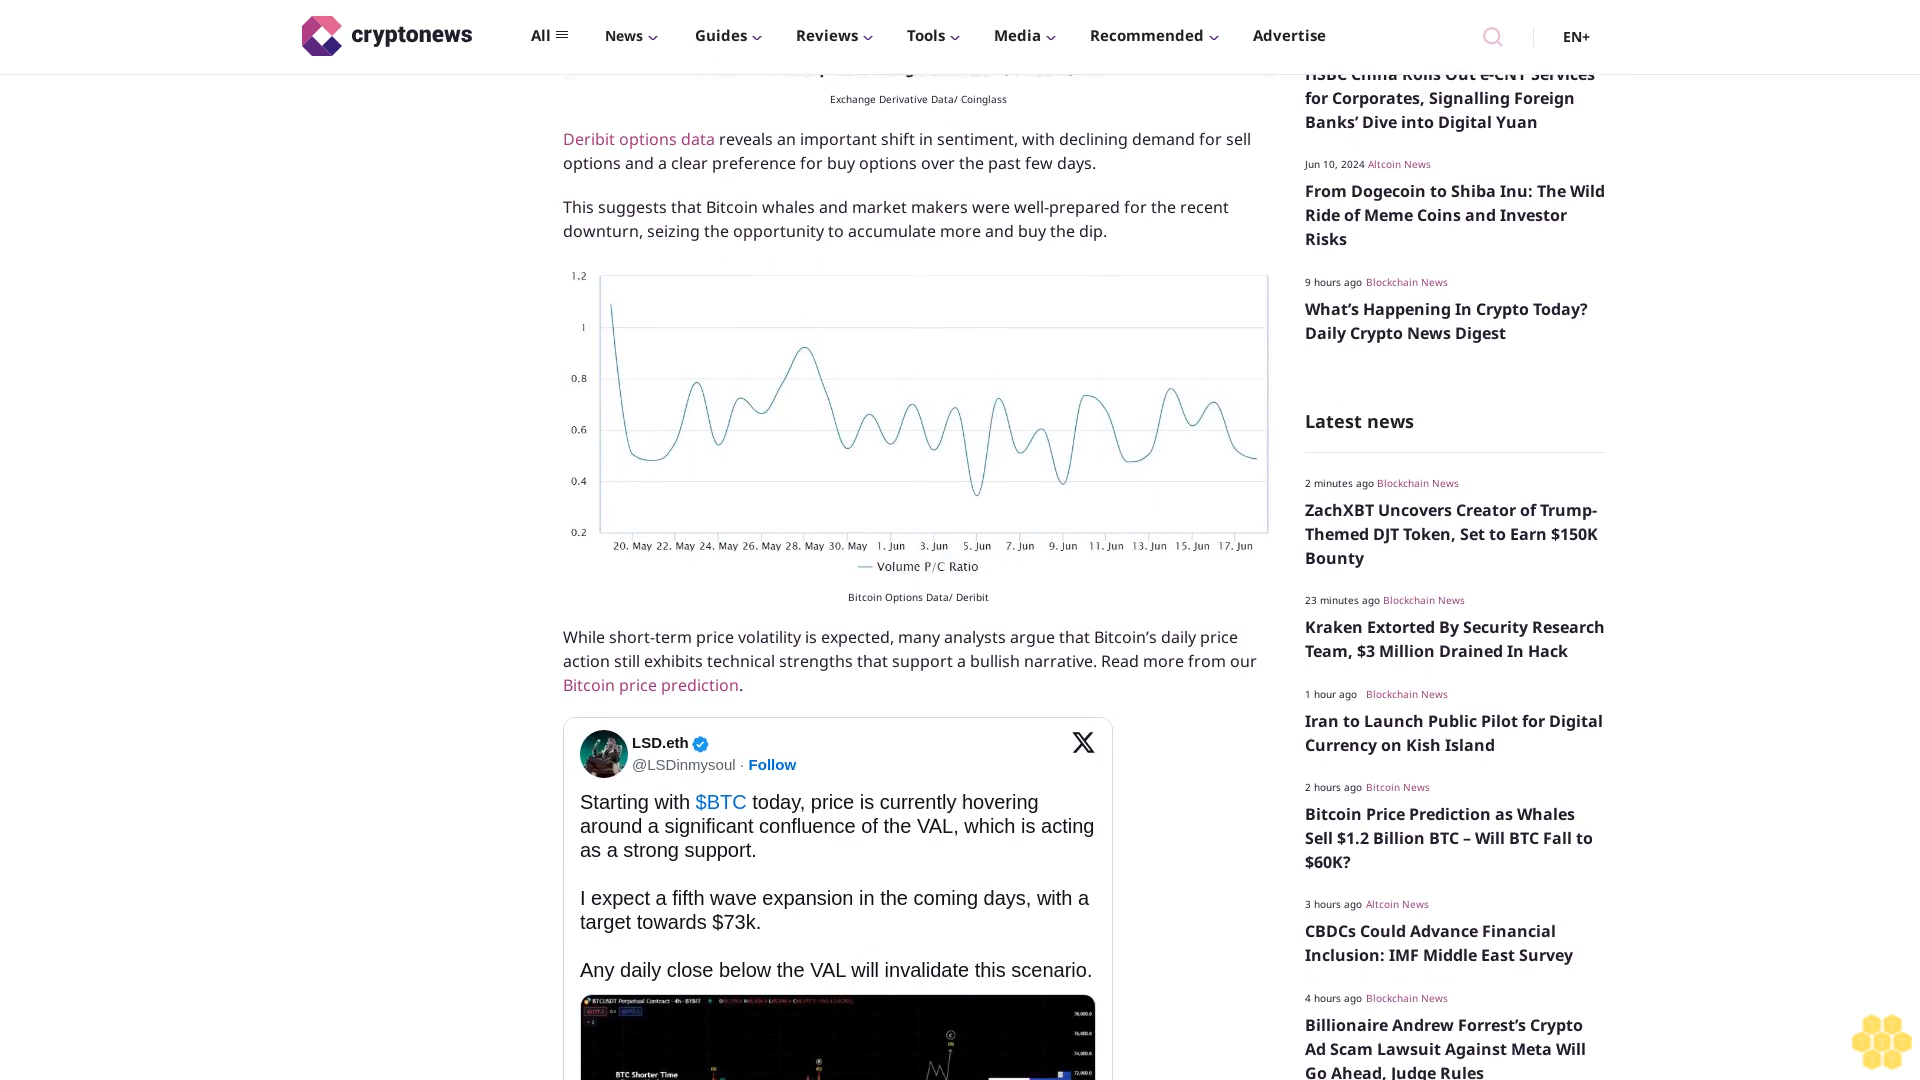 cryptonews
All
News
Guides
Reviews
Tools
Media
Recommended
Advertise
EN+
Exchange Derivative Data/ Coinglass
Deribit options data reveals an important shift in sentiment, with declining demand for sell
options and a clear preference for buy options over the past few days.
This suggests that Bitcoin whales and market makers were well-prepared for the recent
downturn, seizing the opportunity to accumulate more and buy the dip.
1.2
1
0.8
0.6
0.4
0.2
20. May 22. May 24. May 26. May 28. May 30. May 1. Jun 3. Jun 5. Jun 7. Jun 9. Jun 11. Jun 13. Jun 15. Jun 17. Jun
Volume P/C Ratio
Bitcoin Options Data/ Deribit
While short-term price volatility is expected, many analysts argue that Bitcoin’s daily price
action still exhibits technical strengths that support a bullish narrative. Read more from our
Bitcoin price prediction.
LSD.eth
@LSDinmysoul · Follow
Starting with $BTC today, price is currently hovering
around a significant confluence of the VAL, which is acting
as a strong support.
I expect a fifth wave expansion in the coming days, with a
target towards $73k.
Any daily close below the VAL will invalidate this scenario.
BTCUSDT Perpetual Contract · 4h · BYBIT
BTC Shorter Time
HSBC China Rolls Out e-CNY Services
for Corporates, Signalling Foreign
Banks’ Dive into Digital Yuan
Jun 10, 2024 Altcoin News
From Dogecoin to Shiba Inu: The Wild
Ride of Meme Coins and Investor
Risks
9 hours ago Blockchain News
What’s Happening In Crypto Today?
Daily Crypto News Digest
Latest news
2 minutes ago Blockchain News
ZachXBT Uncovers Creator of Trump-
Themed DJT Token, Set to Earn $150K
Bounty
23 minutes ago Blockchain News
Kraken Extorted By Security Research
Team, $3 Million Drained In Hack
1 hour ago Blockchain News
Iran to Launch Public Pilot for Digital
Currency on Kish Island
2 hours ago Bitcoin News
Bitcoin Price Prediction as Whales
Sell $1.2 Billion BTC – Will BTC Fall to
$60K?
3 hours ago Altcoin News
CBDCs Could Advance Financial
Inclusion: IMF Middle East Survey
4 hours ago Blockchain News
Billionaire Andrew Forrest’s Crypto
Ad Scam Lawsuit Against Meta Will
Go Ahead, Judge Rules